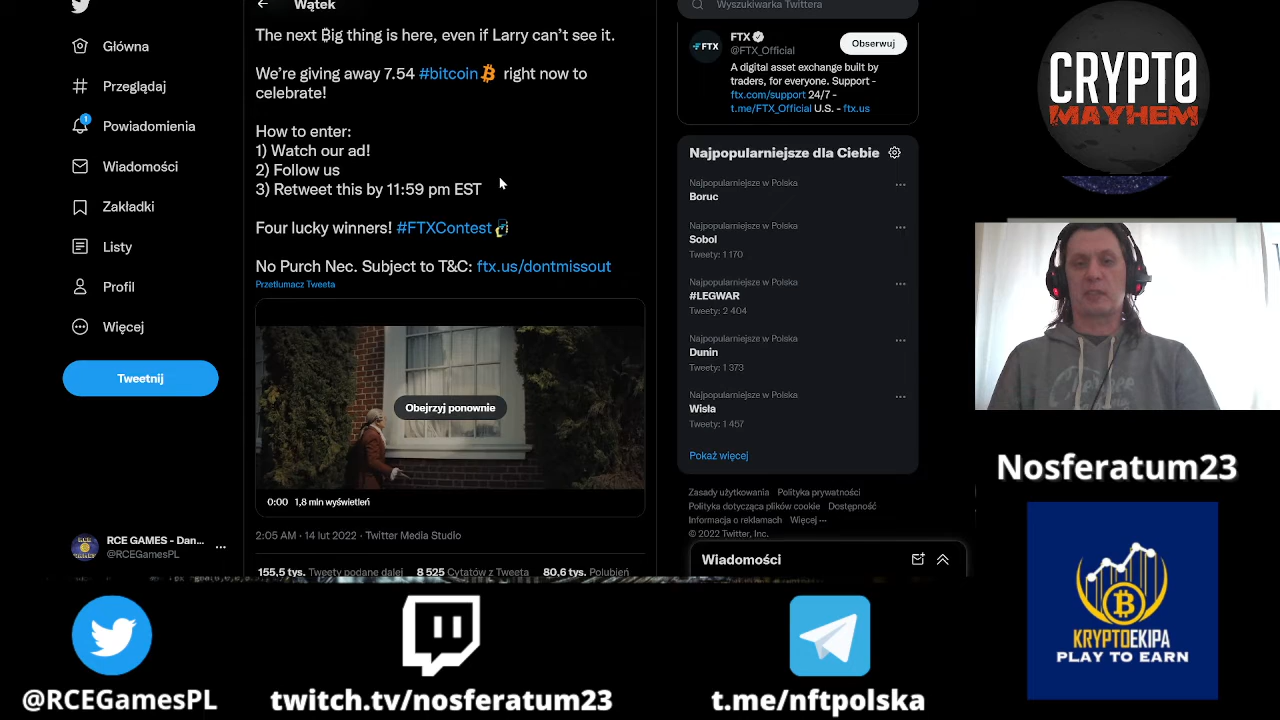 Wątek
Główna
Przeglądaj
1
Powiadomienia
Wiadomości
Zakładki
Listy
Profil
Więcej
Tweetnij
RCE GAMES - Dan...
@RCEGamesPL
The next ₿ig thing is here, even if Larry can't see it.
We're giving away 7.54 #bitcoin right now to
celebrate!
How to enter:
1) Watch our ad!
2) Follow us
3) Retweet this by 11:59 pm EST
Four lucky winners! #FTXContest
No Purch Nec. Subject to T&C: ftx.us/dontmissout
Przetłumacz Tweeta
Obejrzyj ponownie
0:00 1,8 mln wyświetleń
2:05 AM · 14 lut 2022 · Twitter Media Studio
155,5 tys. Tweety podane dalej 8 525 Cytatów z Tweeta 80,6 tys. Polubień
Wyszukiwarka Twittera
FTX
FTX
@FTX_Official
Obserwuj
A digital asset exchange built by
traders, for everyone. Support -
ftx.com/support 24/7 -
t.me/FTX_Official U.S. - ftx.us
Najpopularniejsze dla Ciebie
Najpopularniejsze w Polska
Boruc
Najpopularniejsze w Polska
Sobol
Tweety: 1 170
Najpopularniejsze w Polska
#LEGWAR
Tweety: 2 404
Najpopularniejsze w Polska
Dunin
Tweety: 1 373
Najpopularniejsze w Polska
Wisła
Tweety: 1 457
Pokaż więcej
Zasady użytkowania Polityka prywatności
Polityka dotycząca plików cookie Dostępność
Informacja o reklamach Więcej ...
© 2022 Twitter, Inc.
Wiadomości
CRYPTO
MAYHEM
Nosferatum23
KRYPTOEKIPA
PLAY TO EARN
@RCEGamesPL
twitch.tv/nosferatum23
t.me/nftpolska